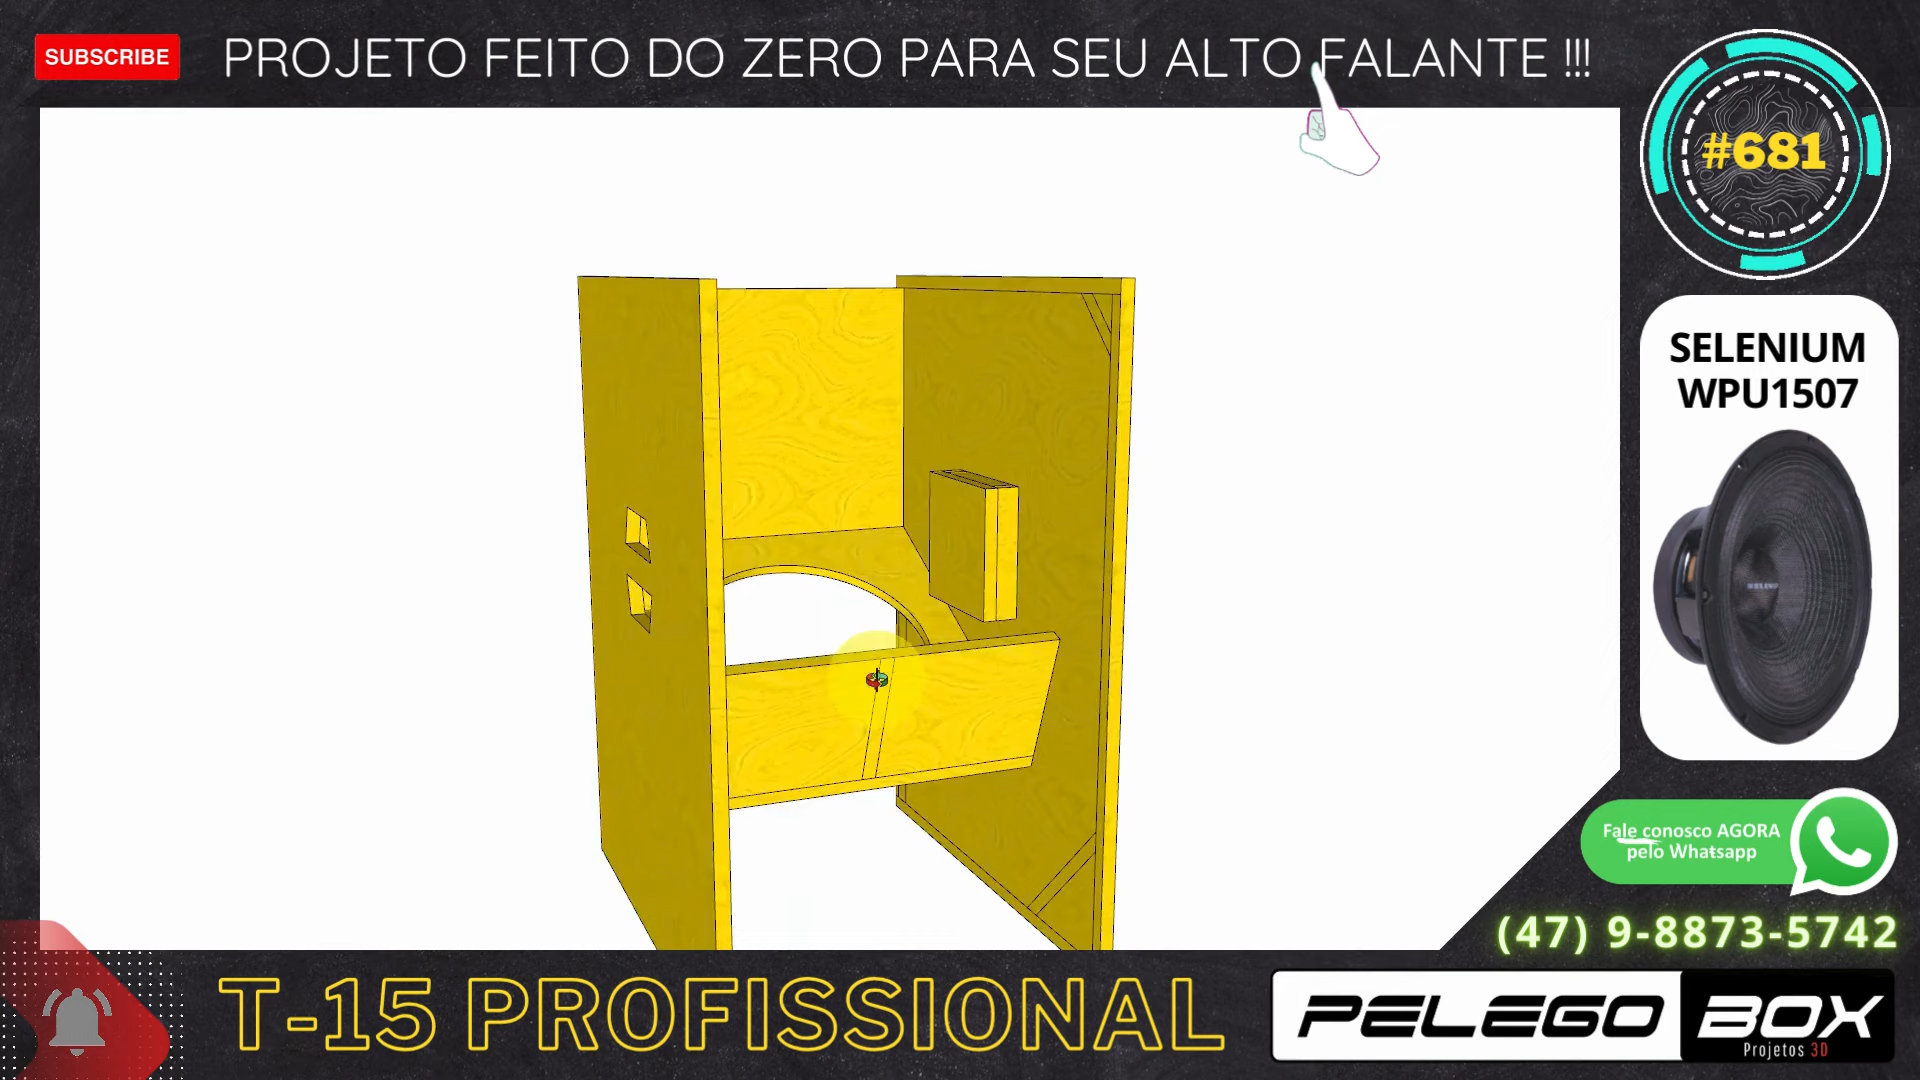 SUBSCRIBE
PROJETO FEITO DO ZERO PARA SEU ALTO FALANTE !!!
#681
SELENIUM
WPU1507
Fale conosco AGORA
pelo Whatsapp
(47) 9-8873-5742
T-15 PROFISSIONAL
PELEGO BOX
Projetos 3D